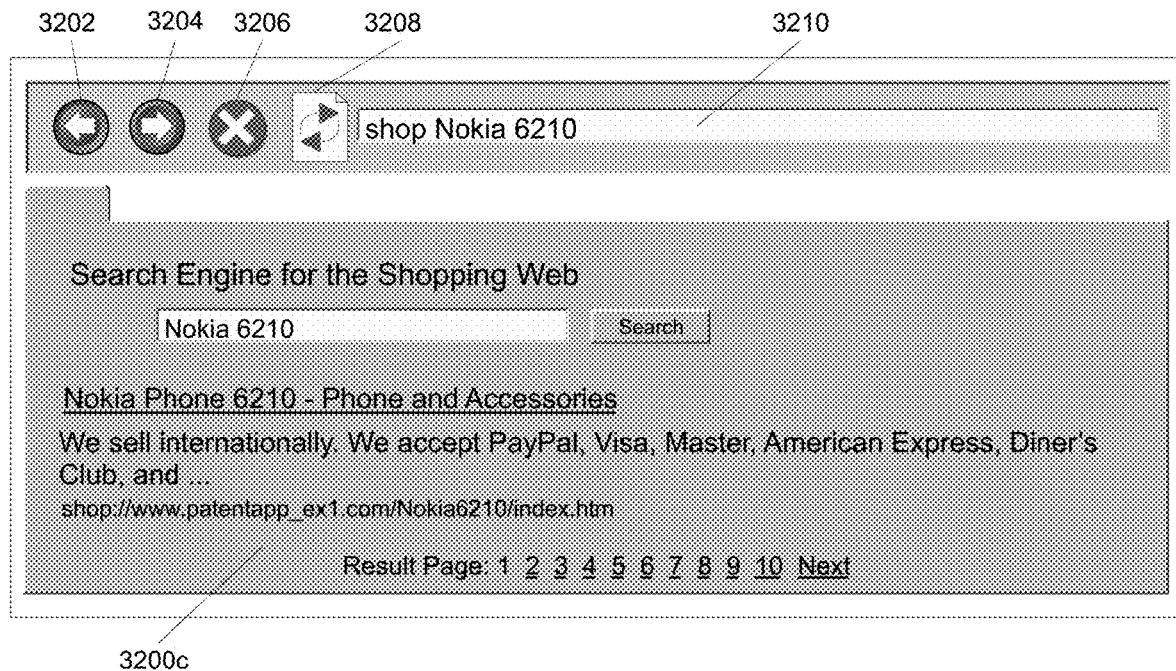 3202 3204 3206 3208 3210
shop Nokia 6210
Search Engine for the Shopping Web
Nokia 6210 Search
Nokia Phone 6210 - Phone and Accessories
We sell internationally. We accept PayPal, Visa, Master, American Express, Diner's
Club, and ...
shop://www.patentapp_ex1.com/Nokia6210/index.htm
Result Page: 1 2 3 4 5 6 7 8 9 10 Next
3200c